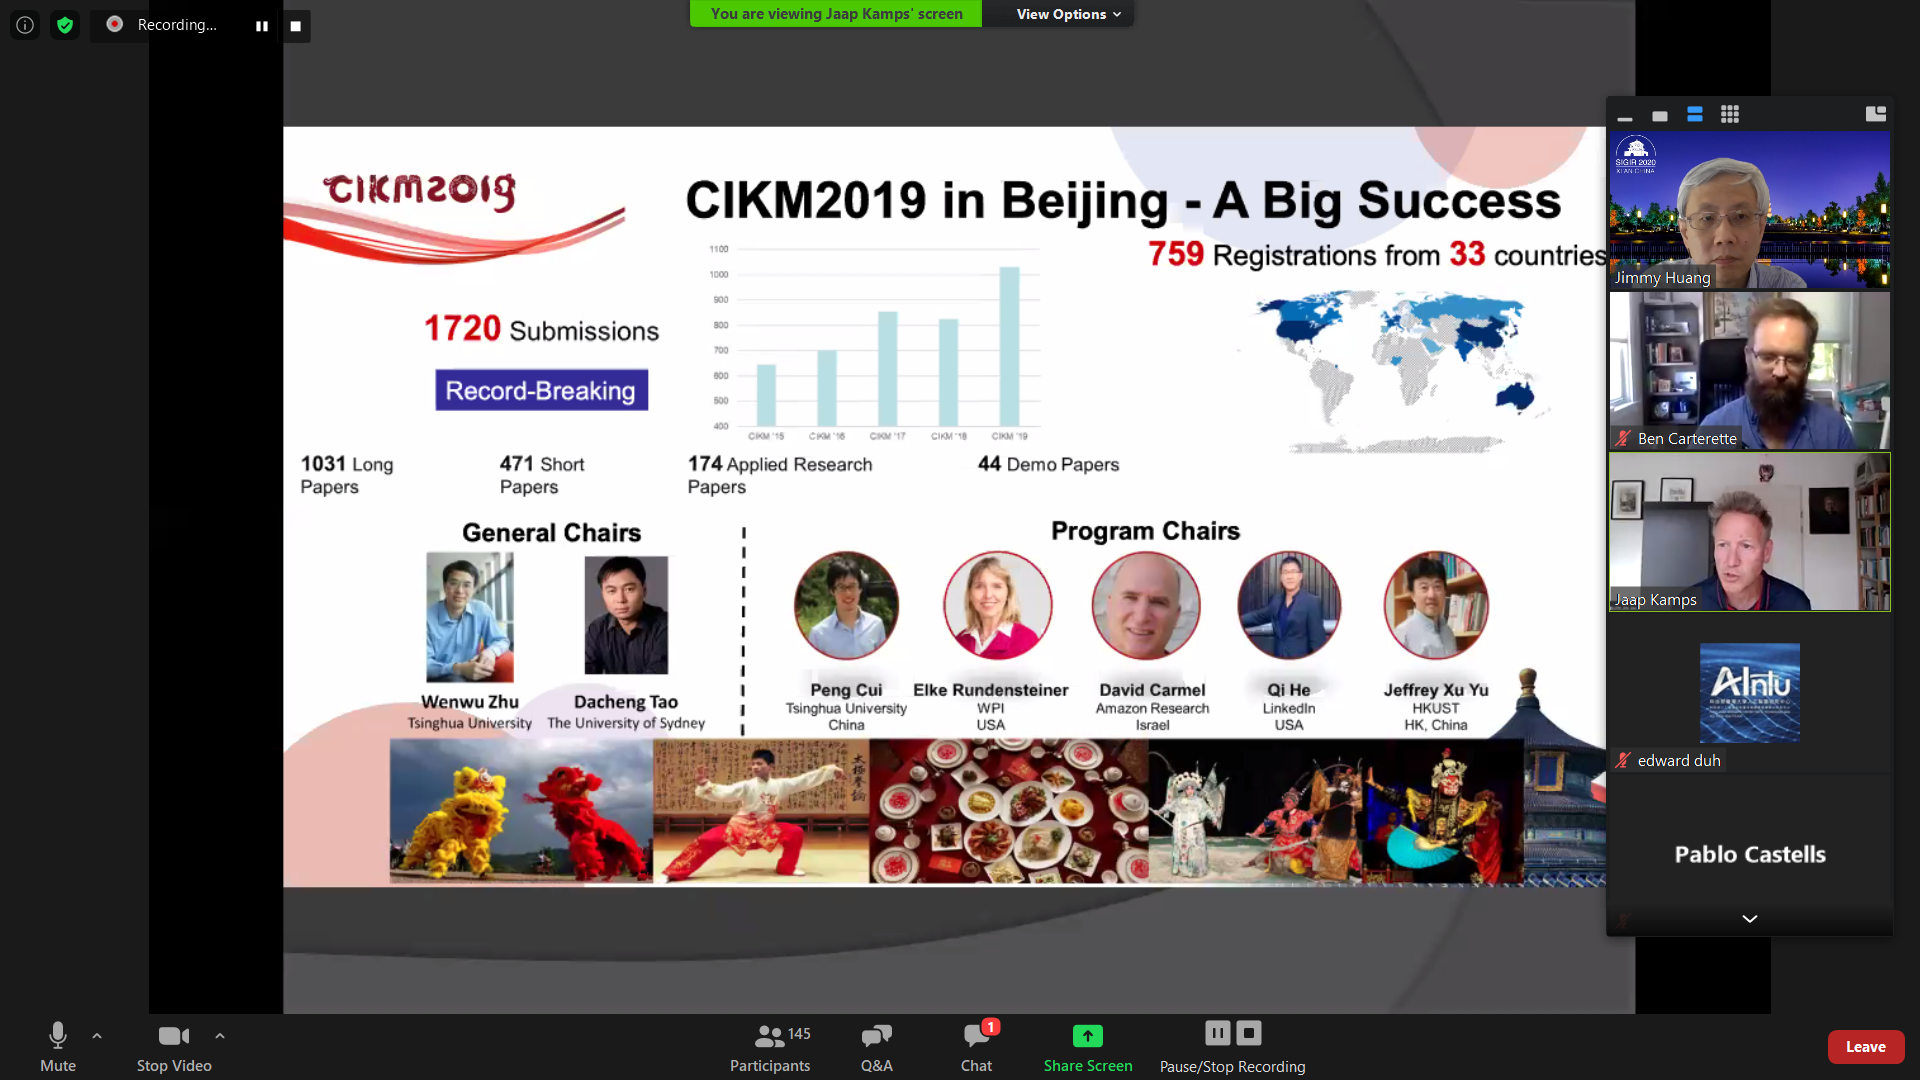 Recording...
You are viewing Jaap Kamps' screen
View Options
CIKM2019
CIKM2019 in Beijing - A Big Success
759 Registrations from 33 countries
1720 Submissions
Record-Breaking
1100
1000
900
800
700
600
500
400
CIKM '15
CIKM '16
CIKM '17
CIKM '18
CIKM '19
1031 Long
Papers
471 Short
Papers
174 Applied Research
Papers
44 Demo Papers
General Chairs
Program Chairs
Wenwu Zhu
Tsinghua University
Dacheng Tao
The University of Sydney
Peng Cui
Tsinghua University
China
Elke Rundensteiner
WPI
USA
David Carmel
Amazon Research
Israel
Qi He
LinkedIn
USA
Jeffrey Xu Yu
HKUST
HK, China
太極拳論
SIGIR 2020
XI'AN CHINA
Jimmy Huang
Ben Carterette
Jaap Kamps
AIntu
edward duh
Pablo Castells
Mute
Stop Video
145
Participants
Q&A
1
Chat
Share Screen
Pause/Stop Recording
Leave